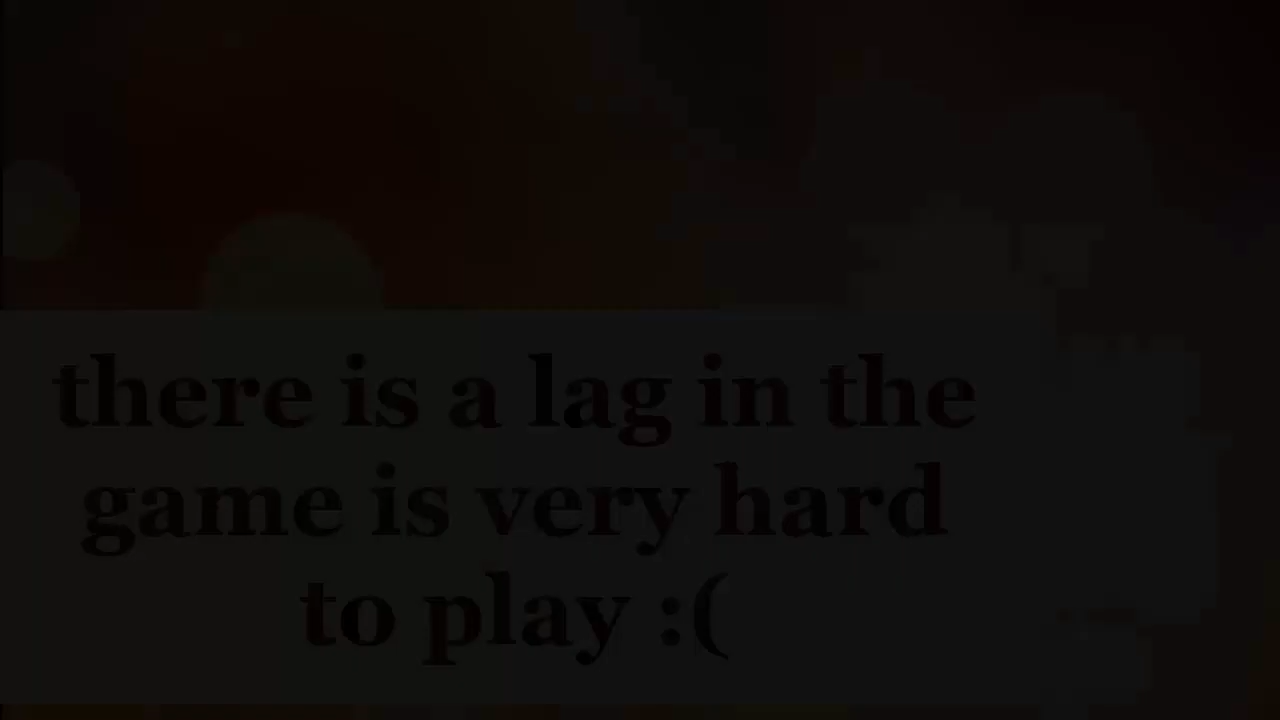 there is a lag in the
game is very hard
to play :(